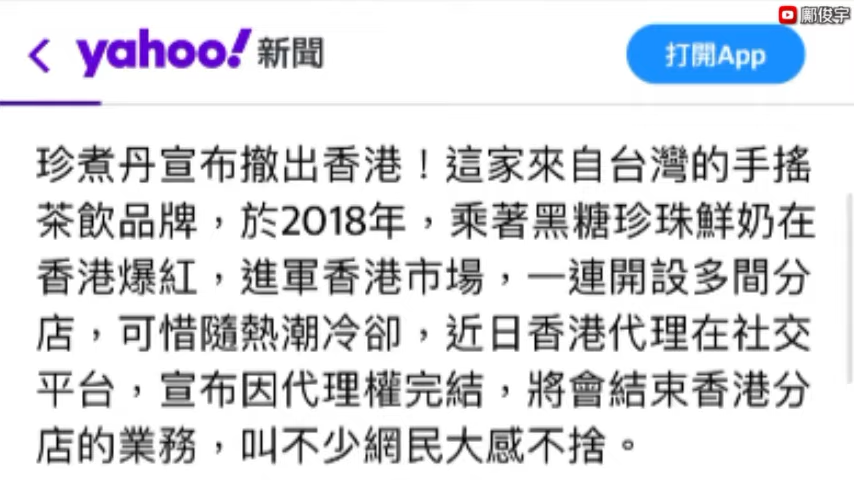 鄺俊宇
yahoo!新聞
打開App
珍煮丹宣布撤出香港！這家來自台灣的手搖
茶飲品牌，於2018年，乘著黑糖珍珠鮮奶在
香港爆紅，進軍香港市場，一連開設多間分
店，可惜隨熱潮冷卻，近日香港代理在社交
平台，宣布因代理權完結，將會結束香港分
店的業務，叫不少網民大感不捨。